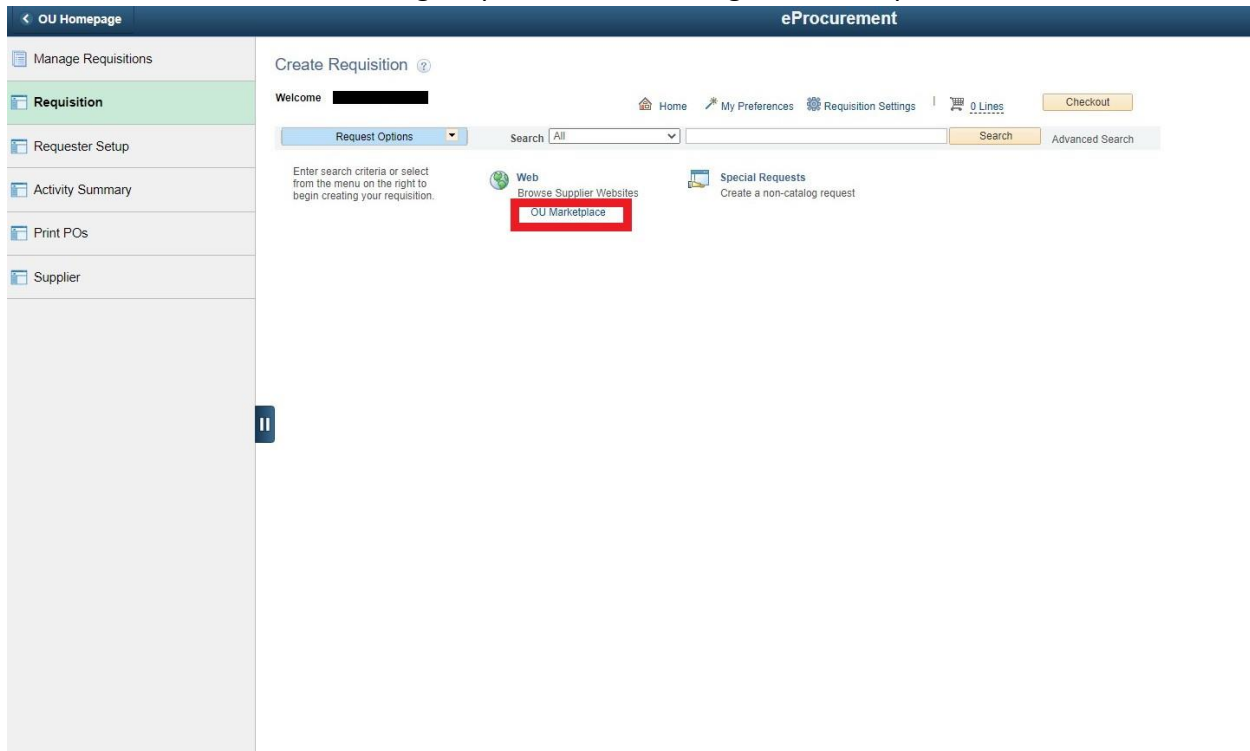 OU Homepage
eProcurement
Manage Requisitions
Requisition
Requester Setup
Activity Summary
Print POs
Supplier
Create Requisition ?
Welcome
Home My Preferences Requisition Settings 0 Lines Checkout
Request Options Search All Search Advanced Search
Enter search criteria or select
from the menu on the right to
begin creating your requisition.
Web
Browse Supplier Websites
OU Marketplace
Special Requests
Create a non-catalog request